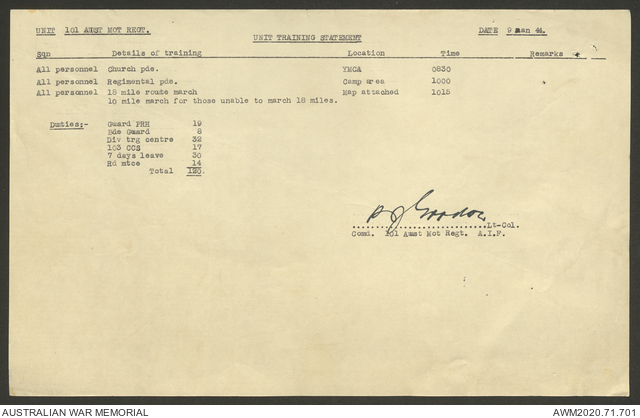 UNIT 101 AUST MOT REGT. DATE 9 Jan 44.
UNIT TRAINING STATEMENT
Sqn Details of training Location Time Remarks
All personnel Church pde. YMCA 0830
All personnel Regimental pde. Camp area 1000
All personnel 18 mile route march Map attached 1015
10 mile march for those unable to march 18 miles.
Duties;- Guard PRH 19
Bde Guard 8
Div trg centre 32
103 CCS 17
7 days leave 30
Rd mtce 14
Total 120.
Gordon
Lt-Col.
Comd. 101 Aust Mot Regt. A.I.F.
AUSTRALIAN WAR MEMORIAL AWM2020.71.701